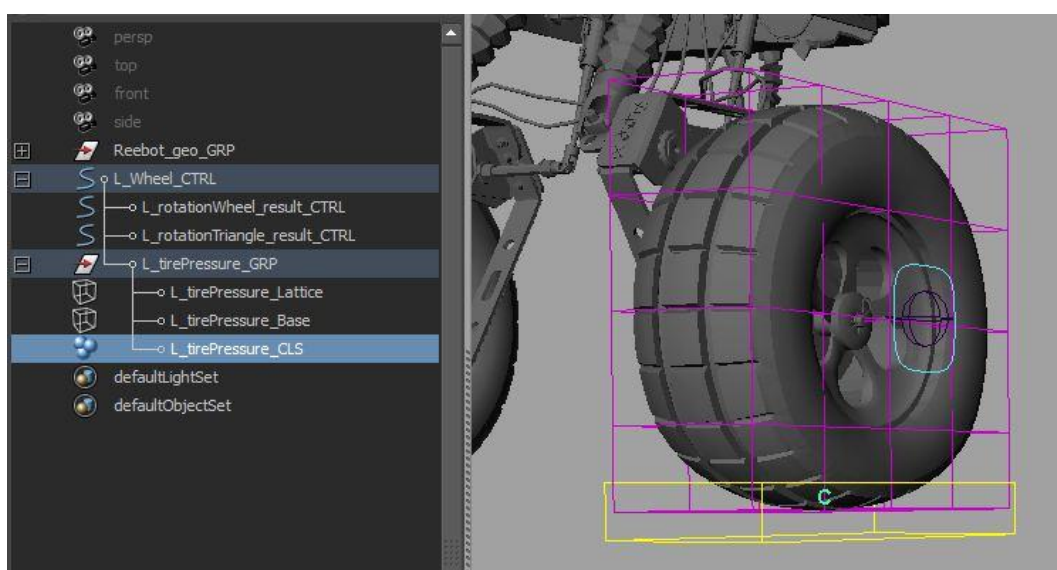 persp
top
front
side
Reebot_geo_GRP
L_Wheel_CTRL
L_rotationWheel_result_CTRL
L_rotationTriangle_result_CTRL
L_tirePressure_GRP
L_tirePressure_Lattice
L_tirePressure_Base
L_tirePressure_CLS
defaultLightSet
defaultObjectSet
C